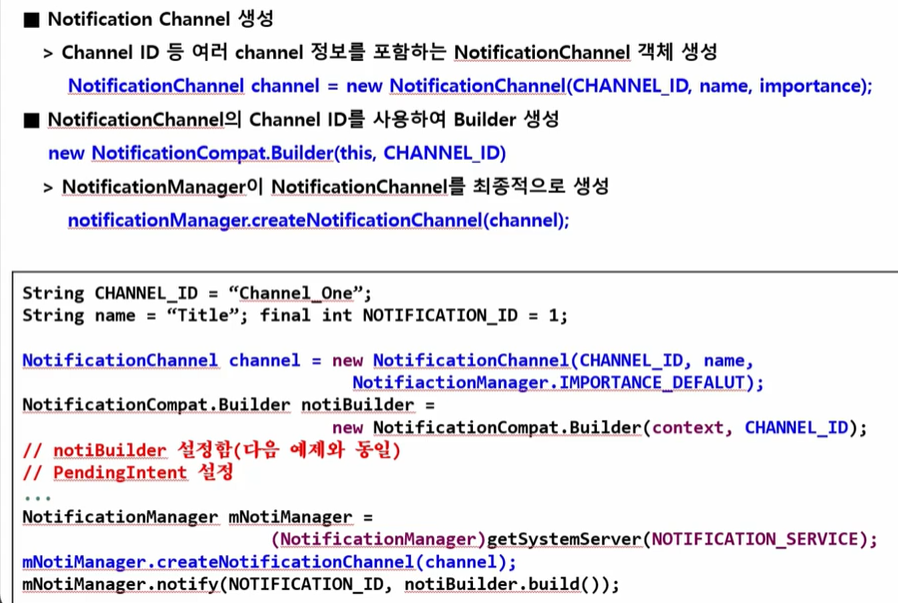 ■ Notification Channel 생성
> Channel ID 등 여러 channel 정보를 포함하는 NotificationChannel 객체 생성
NotificationChannel channel = new NotificationChannel(CHANNEL_ID, name, importance);
■ NotificationChannel의 Channel ID를 사용하여 Builder 생성
new NotificationCompat.Builder(this, CHANNEL_ID)
> NotificationManager이 NotificationChannel를 최종적으로 생성
notificationManager.createNotificationChannel(channel);
String CHANNEL_ID = “Channel_One”;
String name = “Title”; final int NOTIFICATION_ID = 1;
NotificationChannel channel = new NotificationChannel(CHANNEL_ID, name,
NotifiactionManager.IMPORTANCE_DEFALUT);
NotificationCompat.Builder notiBuilder =
new NotificationCompat.Builder(context, CHANNEL_ID);
// notiBuilder 설정함(다음 예제와 동일)
// PendingIntent 설정
...
NotificationManager mNotiManager =
(NotificationManager)getSystemServer(NOTIFICATION_SERVICE);
mNotiManager.createNotificationChannel(channel);
mNotiManager.notify(NOTIFICATION_ID, notiBuilder.build());